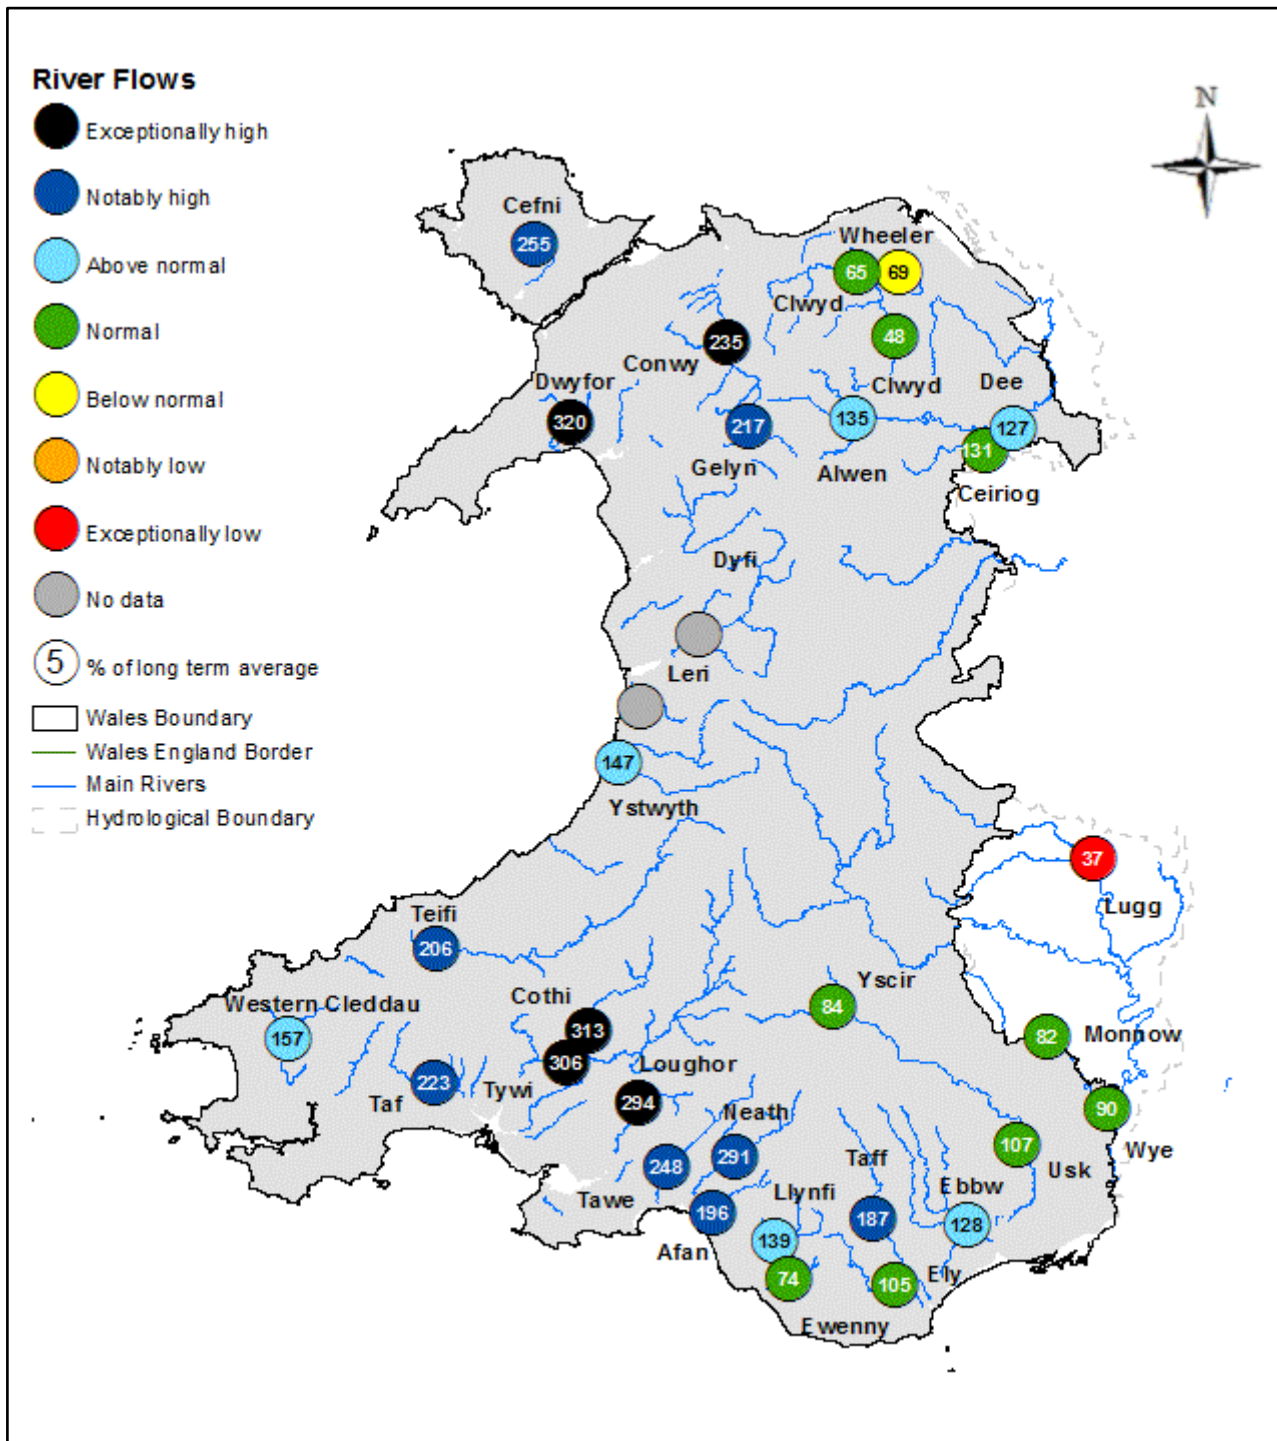 River Flows
Exceptionally high
Notably high
Above normal
Normal
Below normal
Notably low
Exceptionally low
No data
5 % of long term average
Wales Boundary
Wales England Border
Main Rivers
Hydrological Boundary
N
Cefni
255
Wheeler
65 69
Clwyd
48
235
Conwy
Clwyd
Dee
Dwyfor
320
217
135
127
131
Gelyn
Alwen
Ceiriog
Dyfi
Leri
147
Ystwyth
37
Lugg
Teifi
206
Western Cleddau
157
Cothi
313
306
Yscir
84
82
Monnow
Loughor
Tywi
223
Taf
294
Neath
90
Wye
107
Usk
248
291
Taff
Ebbw
Tawe
Llynfi
196
187
128
Afan
139
74
105
Ely
Ewenny